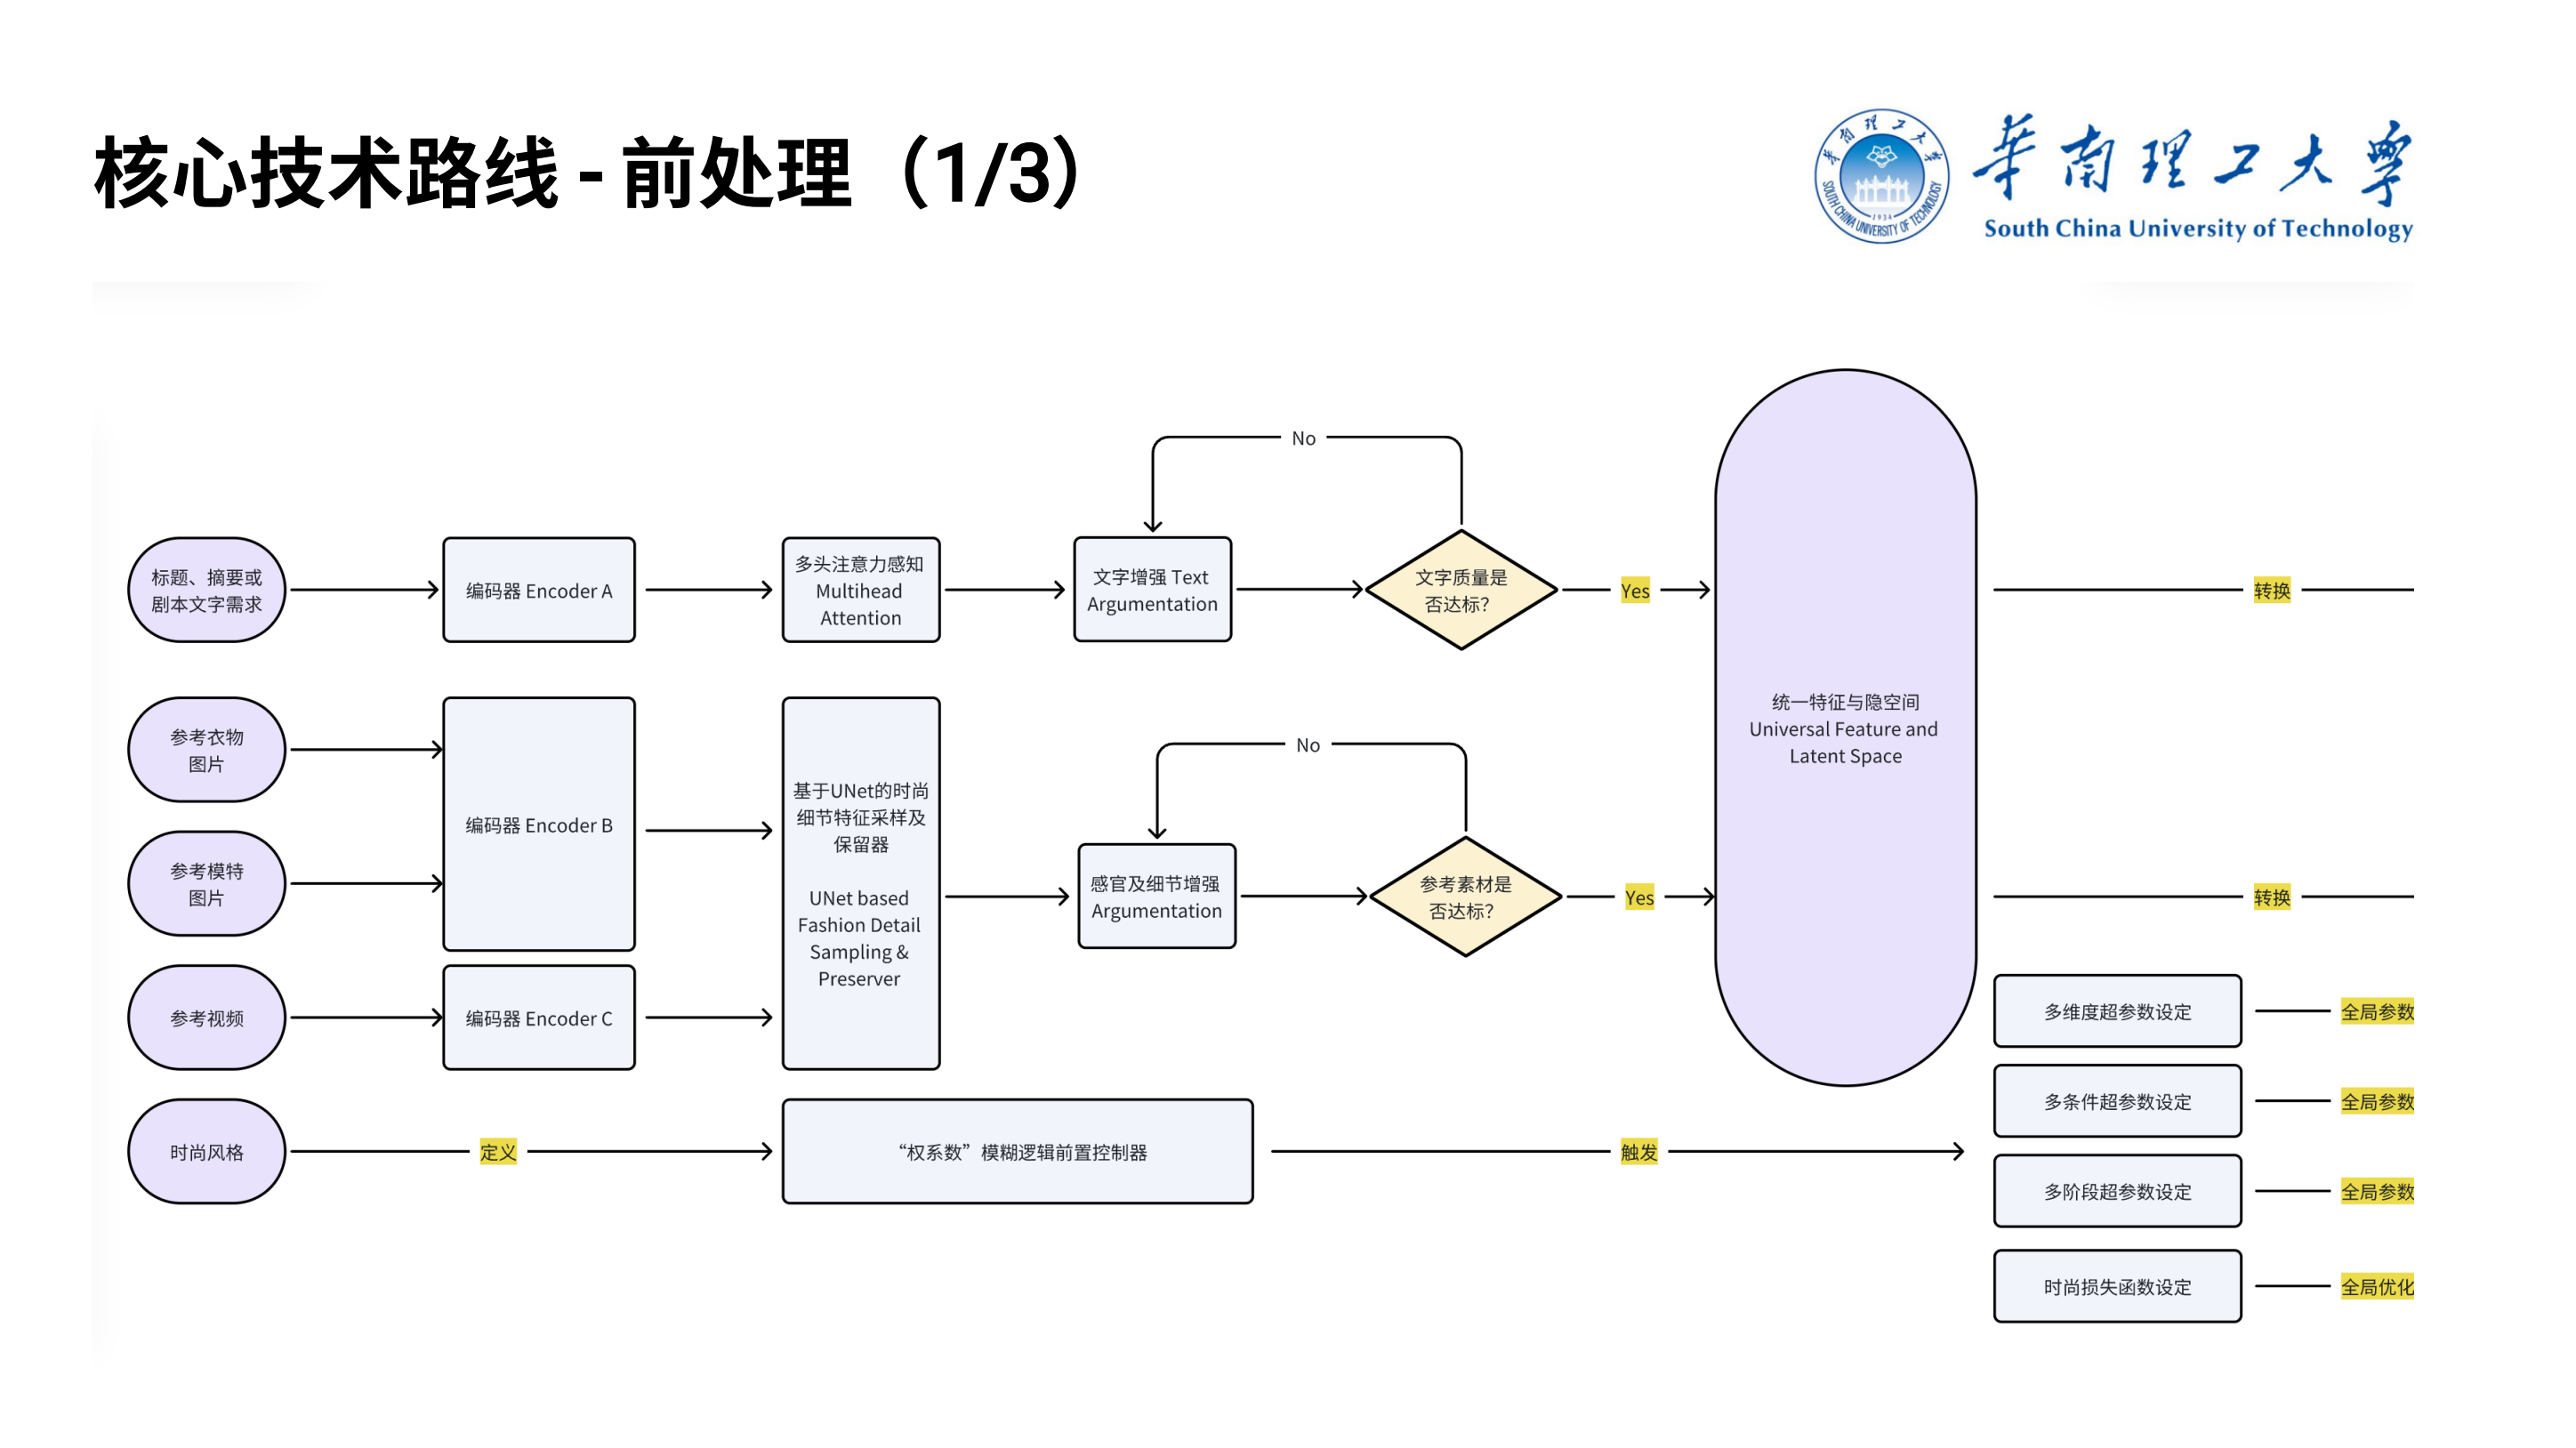 核心技术路线 - 前处理（1/3）
華南理工大學
South China University of Technology
華南理工大學
SOUTH CHINA UNIVERSITY OF TECHNOLOGY
1934
No
标题、摘要或
剧本文字需求
编码器 Encoder A
多头注意力感知
Multihead
Attention
文字增强 Text
Argumentation
文字质量是
否达标？
Yes
转换
统一特征与隐空间
Universal Feature and
Latent Space
参考衣物
图片
参考模特
图片
编码器 Encoder B
基于UNet的时尚
细节特征采样及
保留器
UNet based
Fashion Detail
Sampling &
Preserver
No
感官及细节增强
Argumentation
参考素材是
否达标？
Yes
转换
参考视频
编码器 Encoder C
多维度超参数设定
全局参数
多条件超参数设定
全局参数
时尚风格
定义
“权系数”模糊逻辑前置控制器
触发
多阶段超参数设定
全局参数
时尚损失函数设定
全局优化